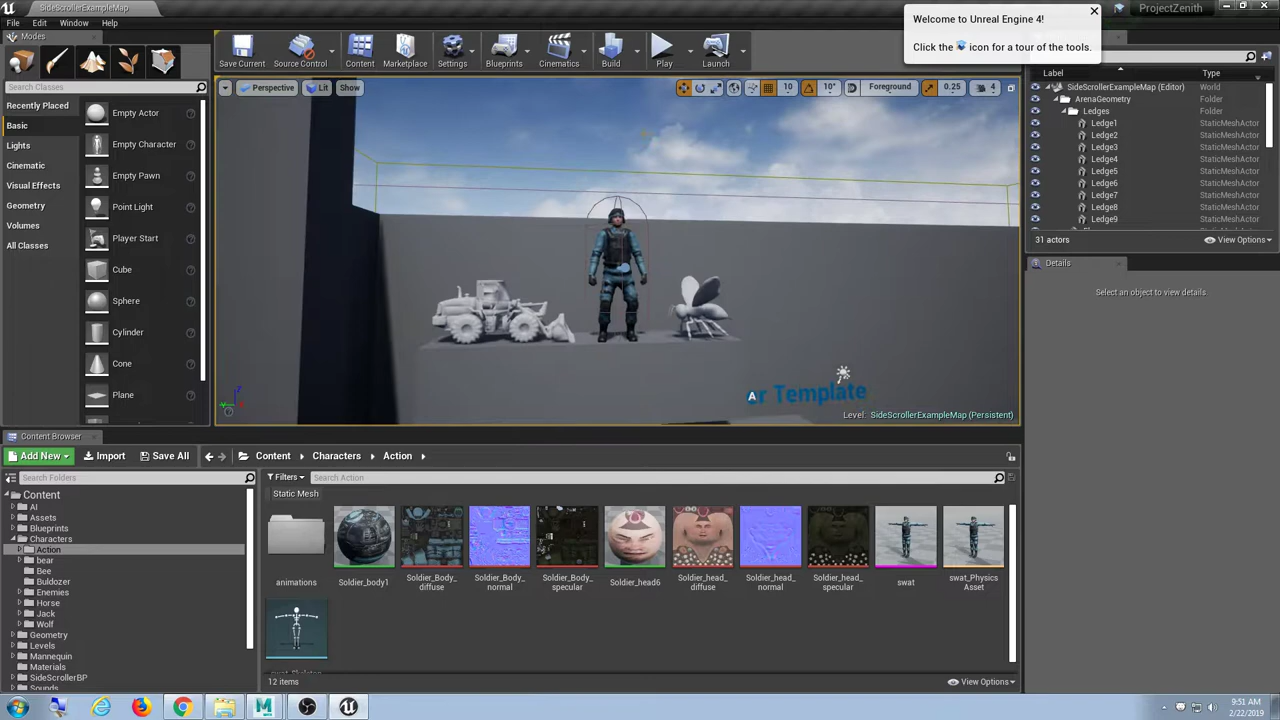 SideScrollerExampleMap
ProjectZenith
File Edit Window Help
Welcome to Unreal Engine 4!
Click the icon for a tour of the tools.
Modes
Search Classes
Recently Placed
Basic
Lights
Cinematic
Visual Effects
Geometry
Volumes
All Classes
Empty Actor
Empty Character
Empty Pawn
Point Light
Player Start
Cube
Sphere
Cylinder
Cone
Plane
Save Current
Source Control
Content
Marketplace
Settings
Blueprints
Cinematics
Build
Play
Launch
Perspective Lit Show
10 10° Foreground 0.25 4
r Template
Level: SideScrollerExampleMap (Persistent)
Label Type
SideScrollerExampleMap (Editor) World
ArenaGeometry Folder
Ledges Folder
Ledge1 StaticMeshActor
Ledge2 StaticMeshActor
Ledge3 StaticMeshActor
Ledge4 StaticMeshActor
Ledge5 StaticMeshActor
Ledge6 StaticMeshActor
Ledge7 StaticMeshActor
Ledge8 StaticMeshActor
Ledge9 StaticMeshActor
31 actors View Options
Details
Select an object to view details.
Content Browser
Add New Import Save All Content Characters Action
Search Folders
Filters Search Action
Static Mesh
Content
AI
Assets
Blueprints
Characters
Action
bear
Bee
Buldozer
Enemies
Horse
Jack
Wolf
Geometry
Levels
Mannequin
Materials
SideScrollerBP
Sounds
animations
Soldier_body1
Soldier_Body_
diffuse
Soldier_Body_
normal
Soldier_Body_
specular
Soldier_head6
Soldier_head_
diffuse
Soldier_head_
normal
Soldier_head_
specular
swat
swat_Physics
Asset
12 items View Options
9:51 AM
2/22/2019